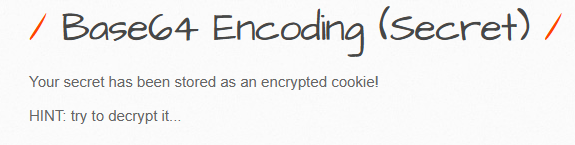 / Base64 Encoding (Secret) /
Your secret has been stored as an encrypted cookie!
HINT: try to decrypt it...